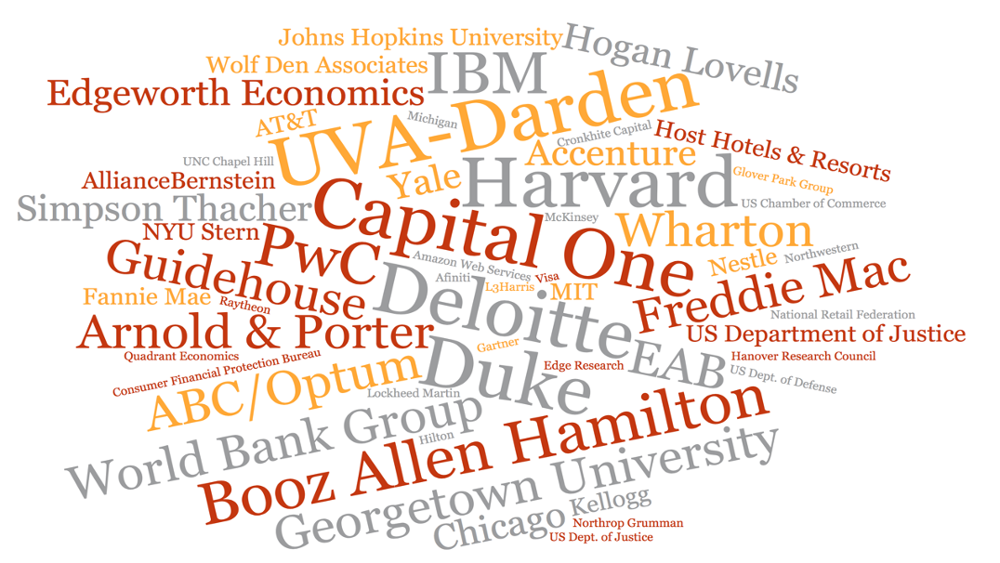 Johns Hopkins University
Hogan Lovells
Wolf Den Associates
IBM
Edgeworth Economics
AT&T
Michigan
UVA-Darden
Cronkhite Capital
Host Hotels & Resorts
UNC Chapel Hill
Accenture
AllianceBernstein
Yale
Harvard
Glover Park Group
Simpson Thacher
US Chamber of Commerce
Capital One
McKinsey
NYU Stern
PwC
Wharton
Guidehouse
Amazon Web Services
Nestle
Northwestern
Afiniti
Visa
L3Harris
MIT
Freddie Mac
Fannie Mae
Raytheon
Deloitte
National Retail Federation
Arnold & Porter
US Department of Justice
Quadrant Economics
Gartner
Hanover Research Council
Consumer Financial Protection Bureau
Duke
Edge Research
EAB
US Dept. of Defense
ABC/Optum
Lockheed Martin
World Bank Group
Hilton
Booz Allen Hamilton
Georgetown University
Kellogg
Chicago
Northrop Grumman
US Dept. of Justice